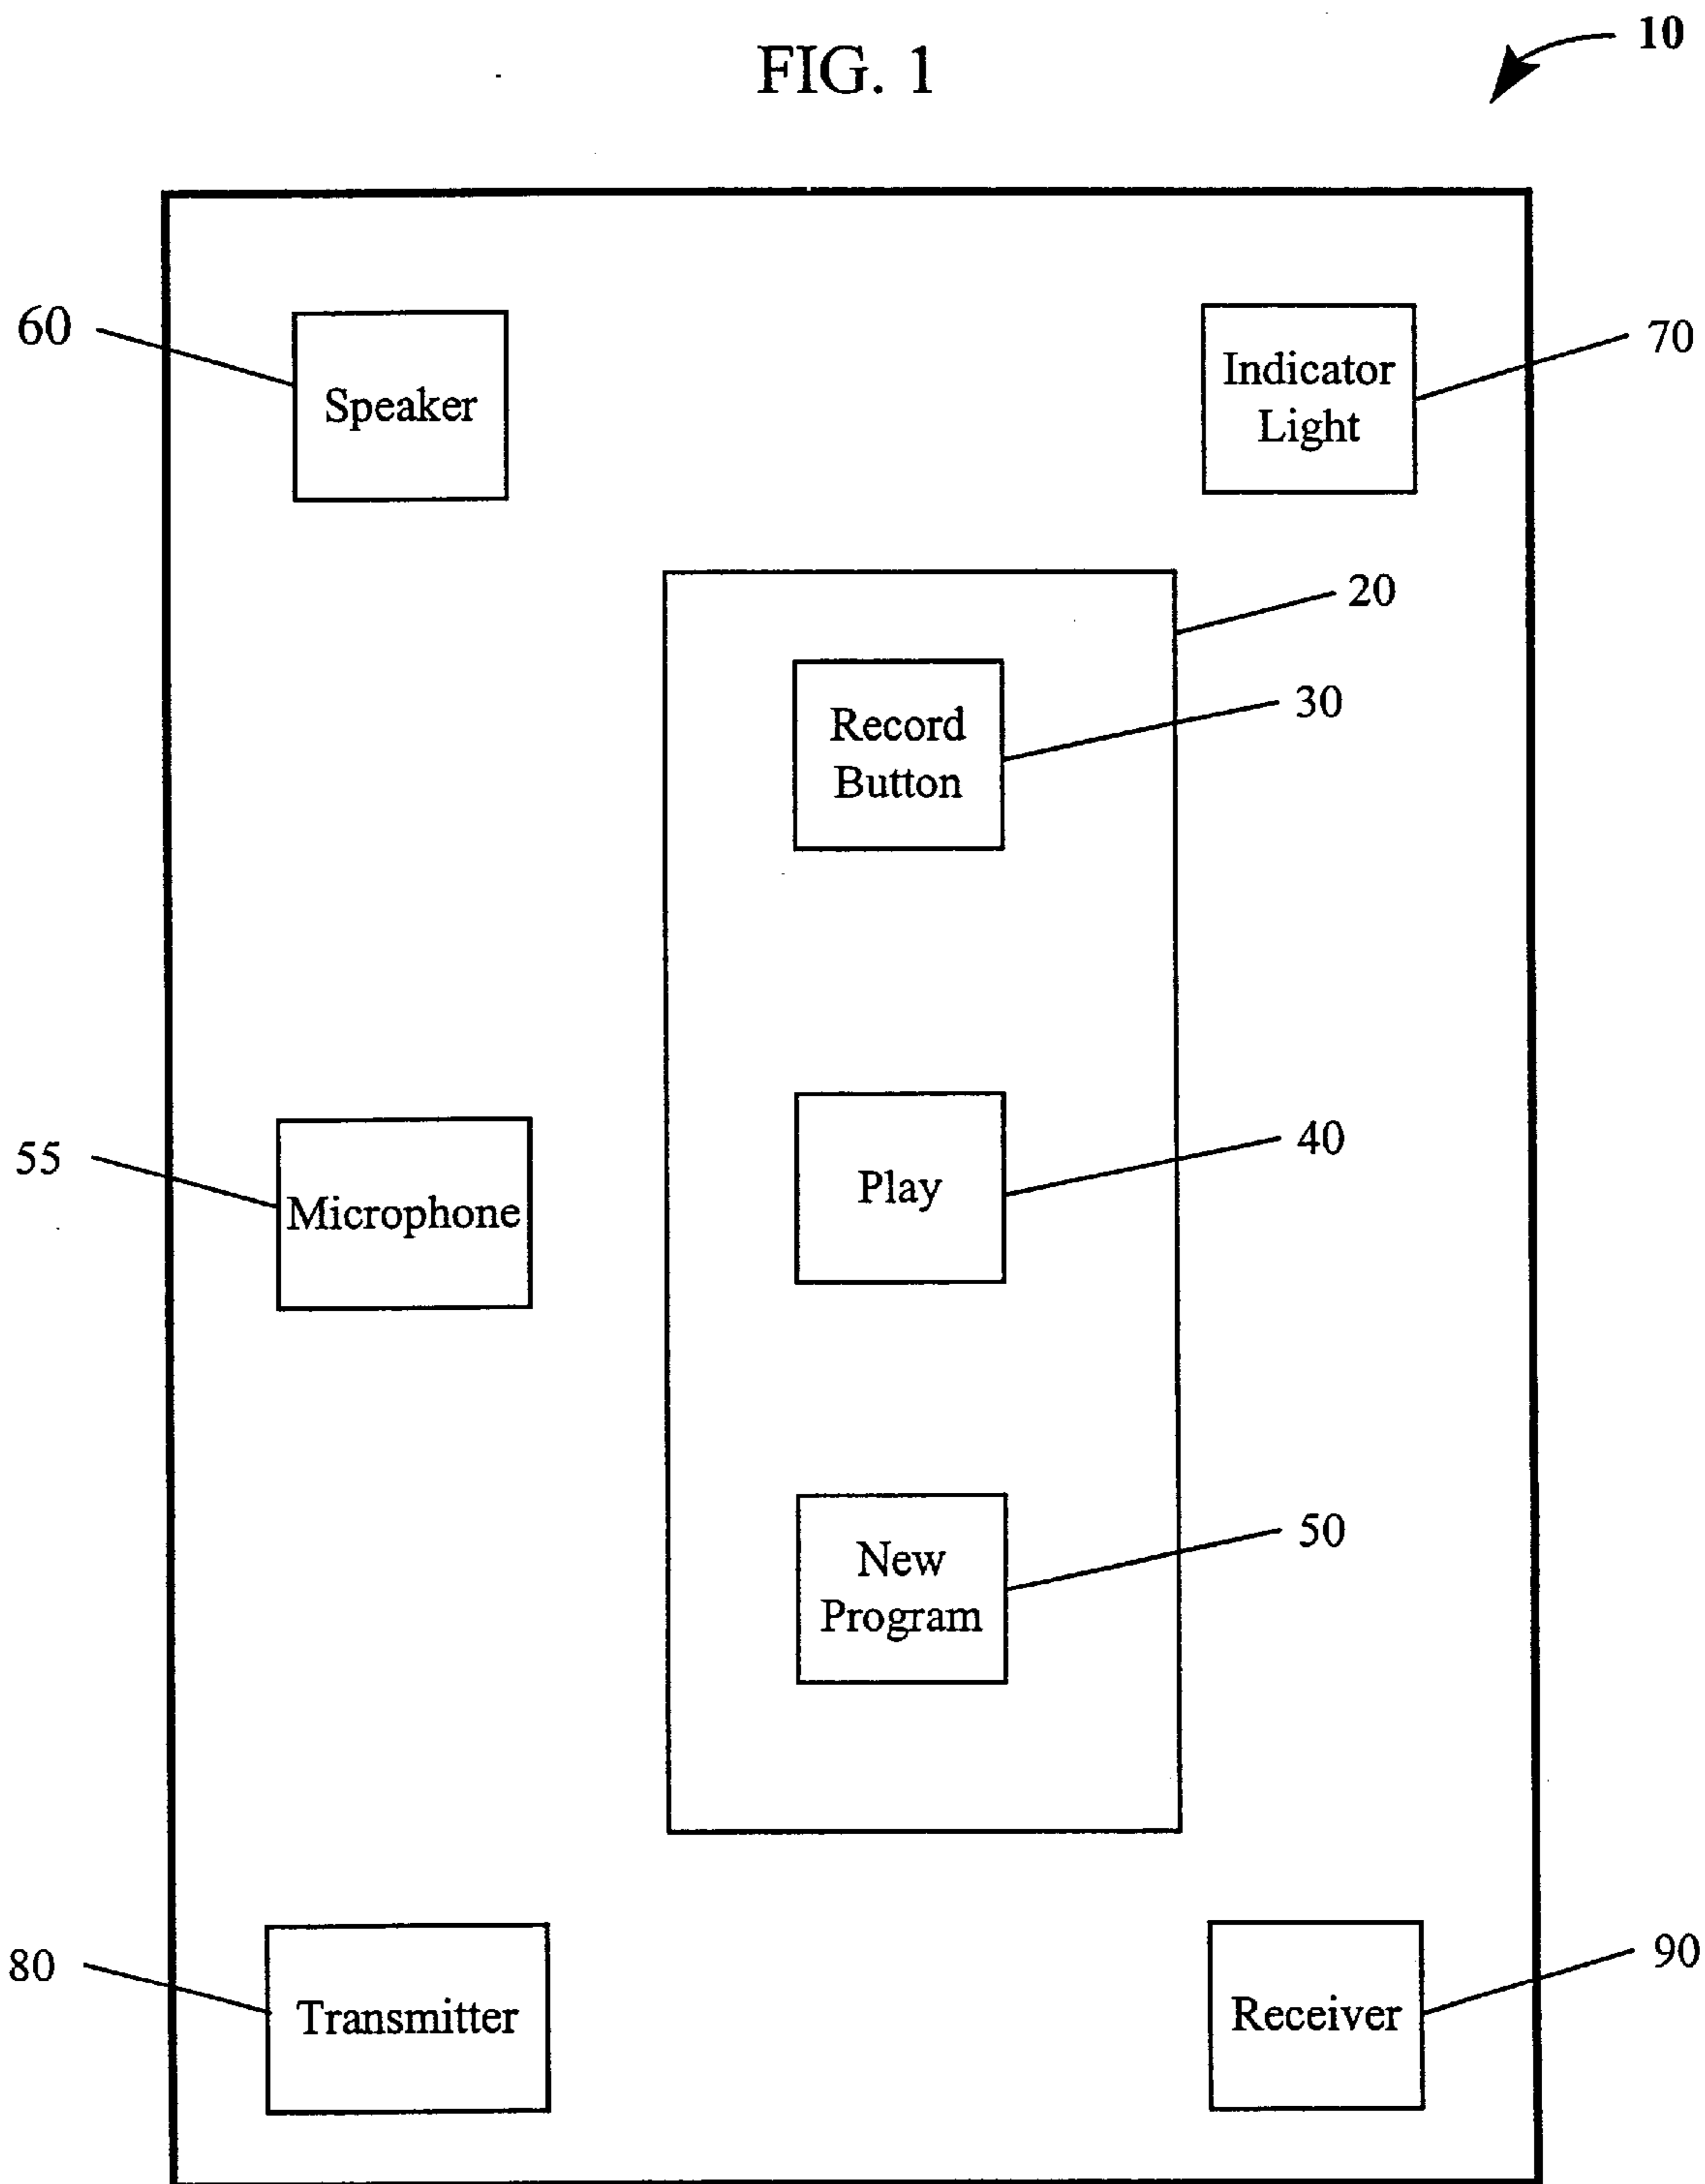 10
FIG. 1
60
Speaker
Indicator
Light
70
20
Record
Button
30
55
Microphone
Play
40
New
Program
50
80
Transmitter
Receiver
90